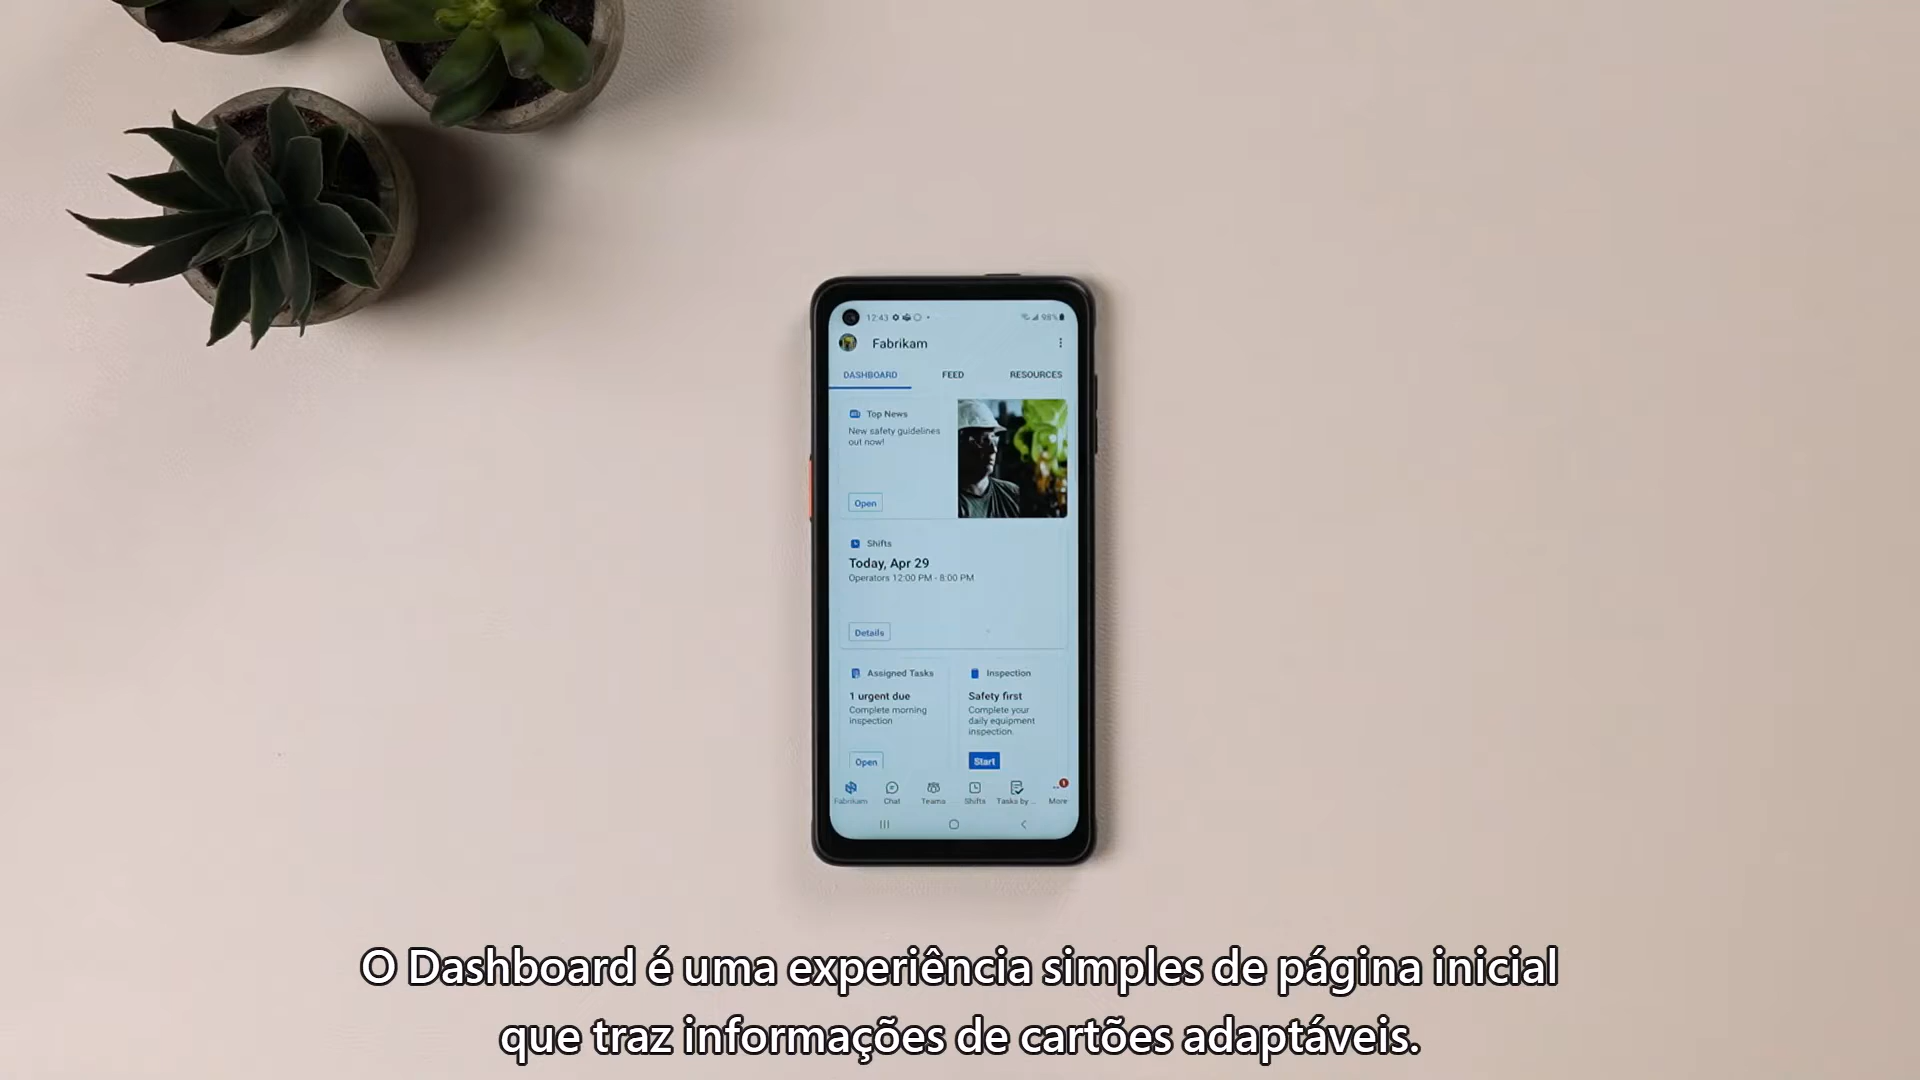 12:43
98%
Fabrikam
DASHBOARD FEED RESOURCES
Top News
New safety guidelines
out now!
Open
Shifts
Today, Apr 29
Operators 12:00 PM - 8:00 PM
Details
Assigned Tasks
1 urgent due
Complete morning
inspection
Open
Inspection
Safety first
Complete your
daily equipment
inspection.
Start
Fabrikam Chat Teams Shifts Tasks by ... More
1
O Dashboard é uma experiência simples de página inicial
que traz informações de cartões adaptáveis.